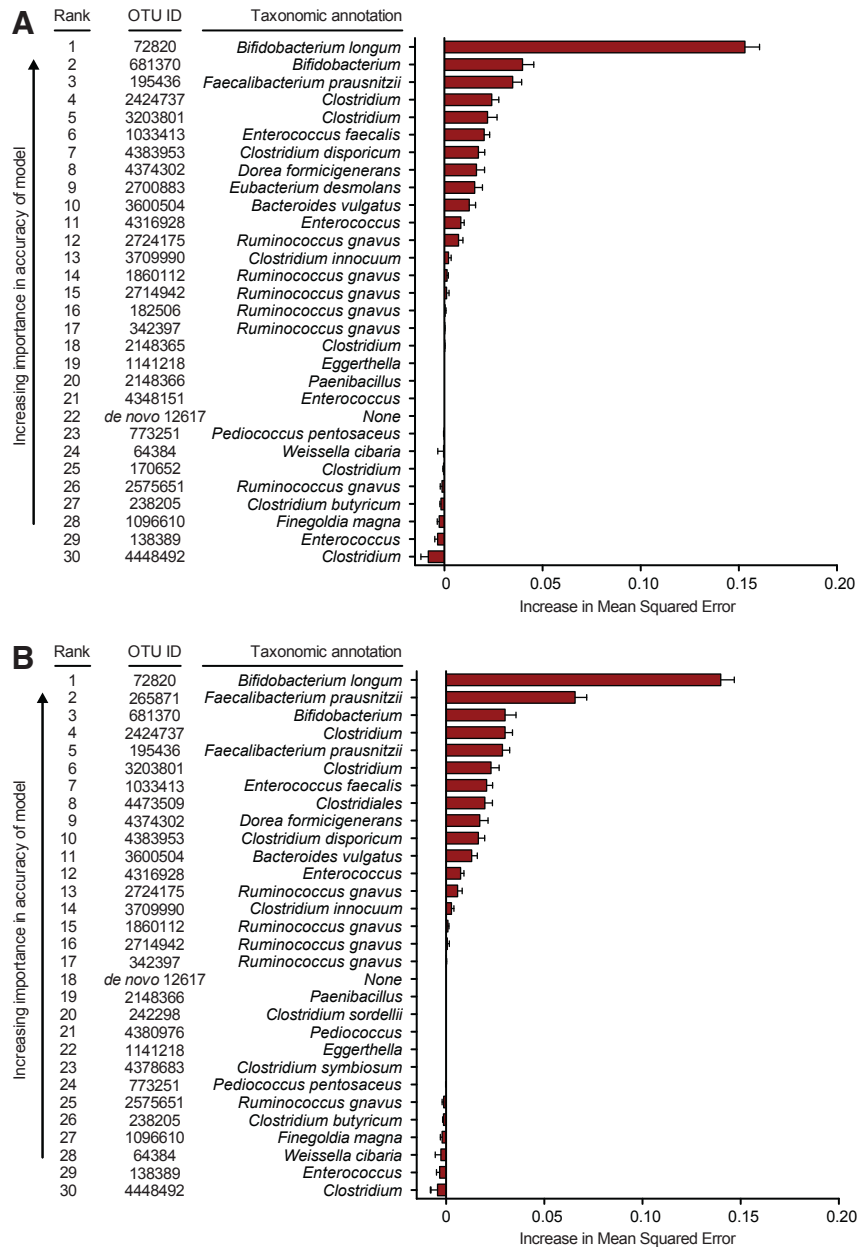 A
Rank OTU ID Taxonomic annotation
1 72820 Bifidobacterium longum
2 681370 Bifidobacterium
3 195436 Faecalibacterium prausnitzii
4 2424737 Clostridium
5 3203801 Clostridium
6 1033413 Enterococcus faecalis
7 4383953 Clostridium disporicum
8 4374302 Dorea formicigenerans
9 2700883 Eubacterium desmolans
10 3600504 Bacteroides vulgatus
11 4316928 Enterococcus
12 2724175 Ruminococcus gnavus
13 3709990 Clostridium innocuum
14 1860112 Ruminococcus gnavus
15 2714942 Ruminococcus gnavus
16 182506 Ruminococcus gnavus
17 342397 Ruminococcus gnavus
18 2148365 Clostridium
19 1141218 Eggerthella
20 2148366 Paenibacillus
21 4348151 Enterococcus
22 de novo 12617 None
23 773251 Pediococcus pentosaceus
24 64384 Weissella cibaria
25 170652 Clostridium
26 2575651 Ruminococcus gnavus
27 238205 Clostridium butyricum
28 1096610 Finegoldia magna
29 138389 Enterococcus
30 4448492 Clostridium
Increasing importance in accuracy of model
0 0.05 0.10 0.15 0.20
Increase in Mean Squared Error
B
Rank OTU ID Taxonomic annotation
1 72820 Bifidobacterium longum
2 265871 Faecalibacterium prausnitzii
3 681370 Bifidobacterium
4 2424737 Clostridium
5 195436 Faecalibacterium prausnitzii
6 3203801 Clostridium
7 1033413 Enterococcus faecalis
8 4473509 Clostridiales
9 4374302 Dorea formicigenerans
10 4383953 Clostridium disporicum
11 3600504 Bacteroides vulgatus
12 4316928 Enterococcus
13 2724175 Ruminococcus gnavus
14 3709990 Clostridium innocuum
15 1860112 Ruminococcus gnavus
16 2714942 Ruminococcus gnavus
17 342397 Ruminococcus gnavus
18 de novo 12617 None
19 2148366 Paenibacillus
20 242298 Clostridium sordellii
21 4380976 Pediococcus
22 1141218 Eggerthella
23 4378683 Clostridium symbiosum
24 773251 Pediococcus pentosaceus
25 2575651 Ruminococcus gnavus
26 238205 Clostridium butyricum
27 1096610 Finegoldia magna
28 64384 Weissella cibaria
29 138389 Enterococcus
30 4448492 Clostridium
Increasing importance in accuracy of model
0 0.05 0.10 0.15 0.20
Increase in Mean Squared Error